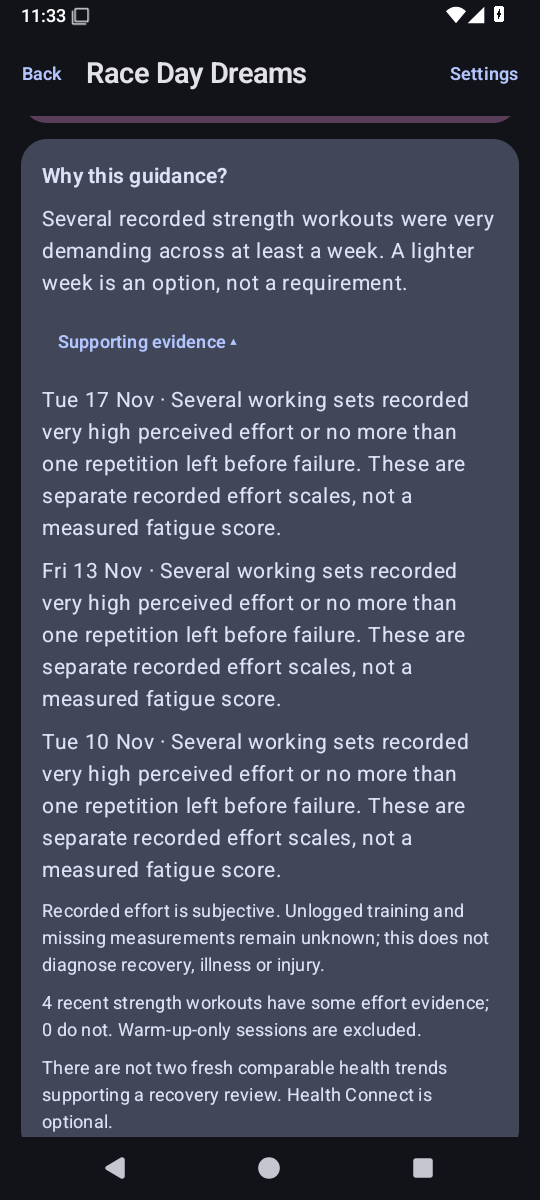 11:33
Back Race Day Dreams Settings
Why this guidance?
Several recorded strength workouts were very
demanding across at least a week. A lighter
week is an option, not a requirement.
Supporting evidence ▴
Tue 17 Nov · Several working sets recorded
very high perceived effort or no more than
one repetition left before failure. These are
separate recorded effort scales, not a
measured fatigue score.
Fri 13 Nov · Several working sets recorded
very high perceived effort or no more than
one repetition left before failure. These are
separate recorded effort scales, not a
measured fatigue score.
Tue 10 Nov · Several working sets recorded
very high perceived effort or no more than
one repetition left before failure. These are
separate recorded effort scales, not a
measured fatigue score.
Recorded effort is subjective. Unlogged training and
missing measurements remain unknown; this does not
diagnose recovery, illness or injury.
4 recent strength workouts have some effort evidence;
0 do not. Warm-up-only sessions are excluded.
There are not two fresh comparable health trends
supporting a recovery review. Health Connect is
optional.